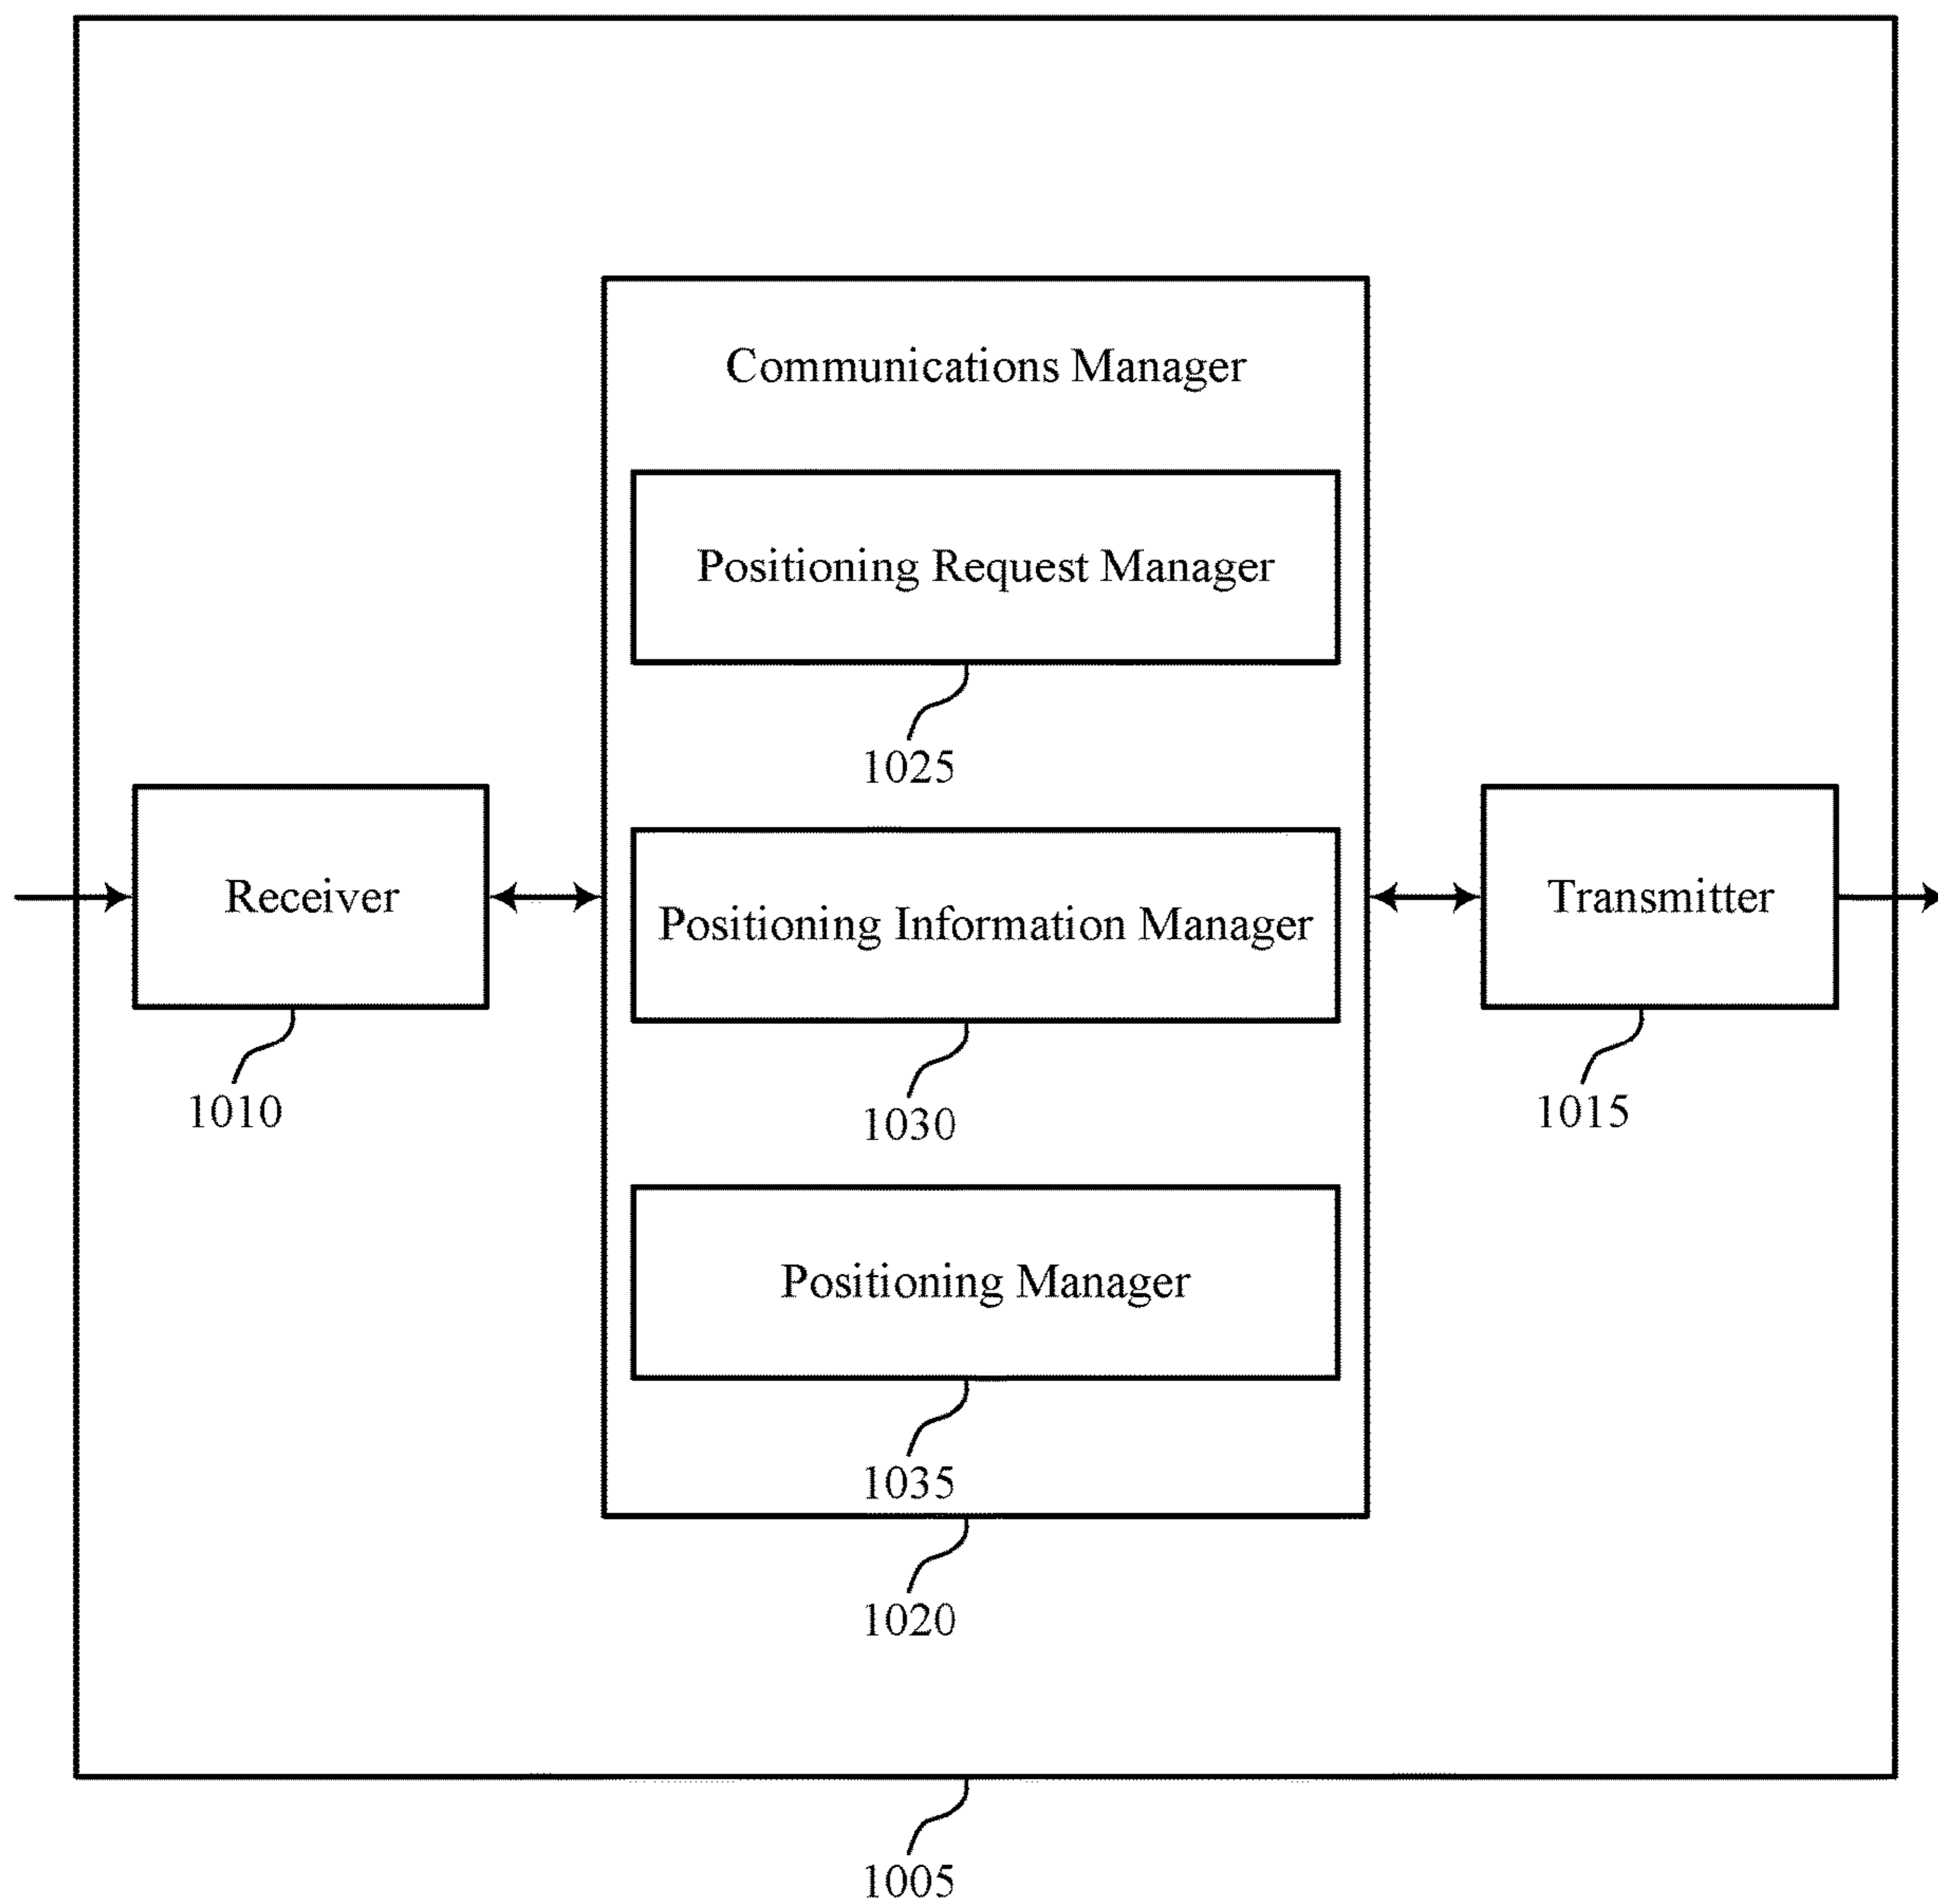 Communications Manager
Positioning Request Manager
1025
Receiver
1010
Positioning Information Manager
1030
Transmitter
1015
Positioning Manager
1035
1020
1005